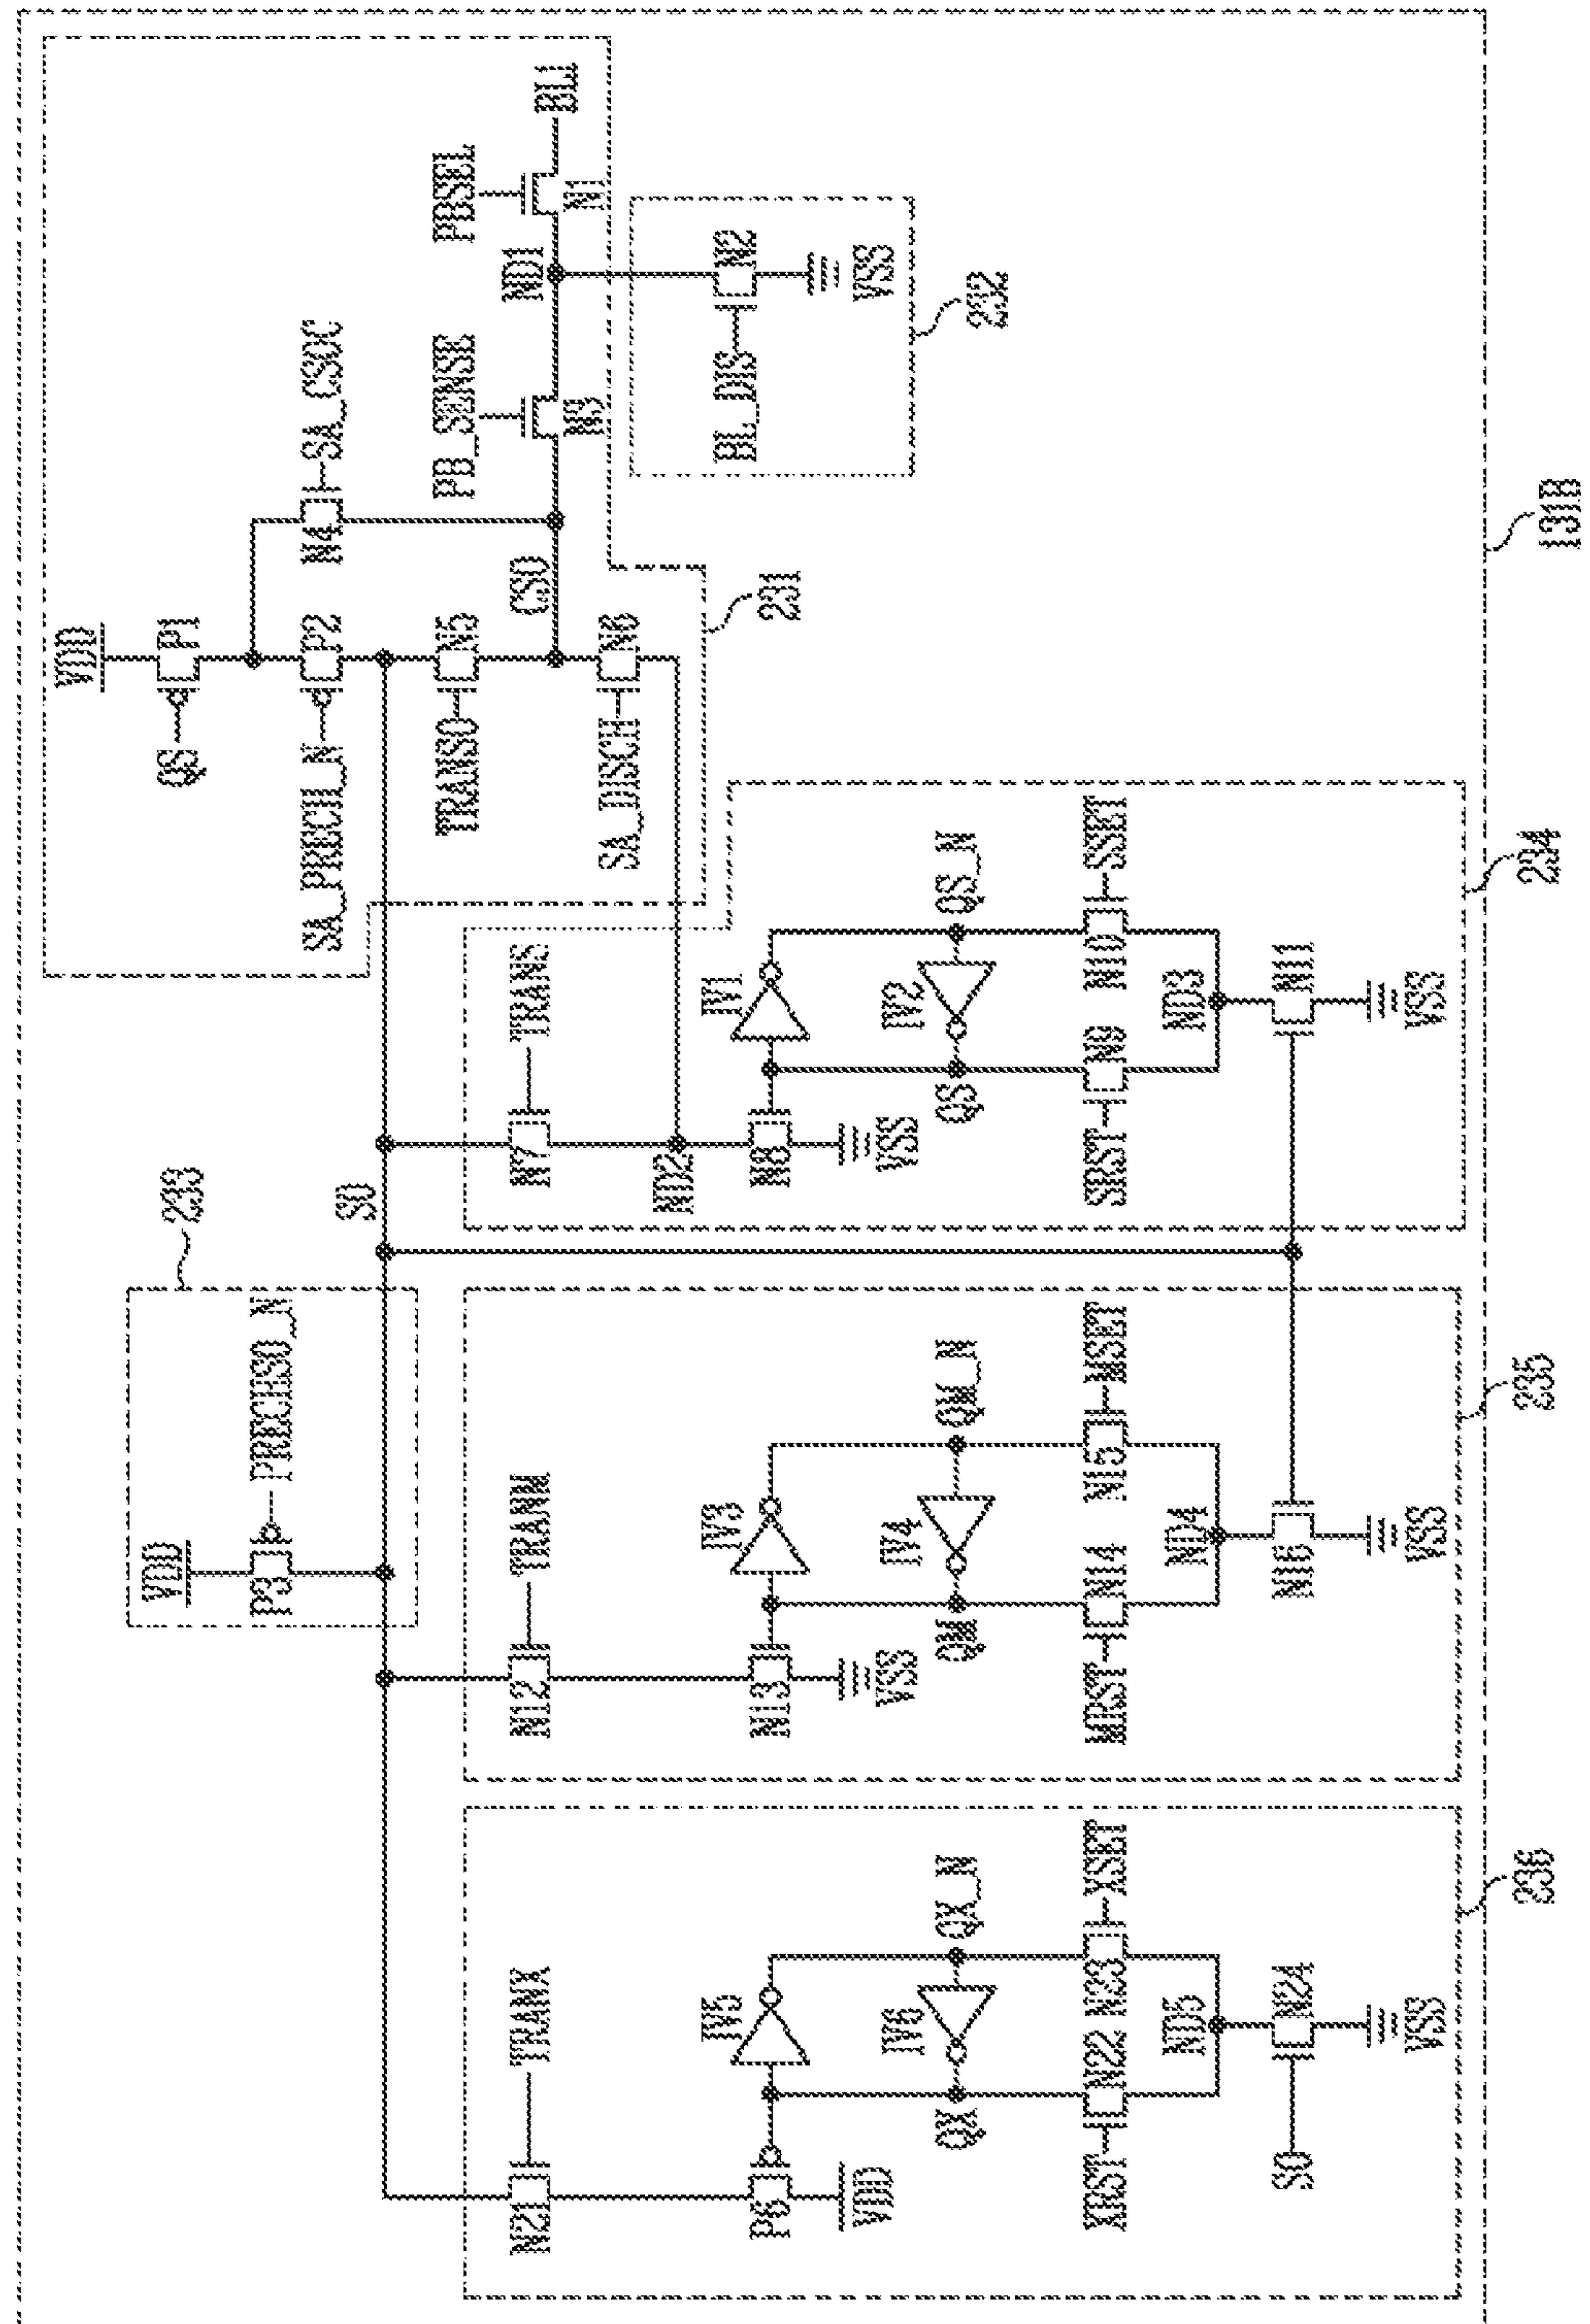 VDD
QS
P1
N4
SA_CSOC
SA_PRECH_N
P2
PB_SENSE
N3
ND1
PBSEL
N1
BL1
TRANSO
N5
CSO
SA_DISCH
N6
231
BL_DIS
N2
VSS
232
131B
233
VDD
P3
PRECHSO_N
SO
N7
TRANS
ND2
N8
VSS
IV1
IV2
QS
QS_N
SRST
N9
N10
SSET
ND3
N11
VSS
234
N12
TRANM
N13
VSS
IV3
IV4
QM
QM_N
MRST
N14
N15
MSET
ND4
N16
VSS
235
N21
TRANX
P5
VDD
IV5
IV6
QX
QX_N
XRST
N22
N23
XSET
ND5
SO
N24
VSS
236